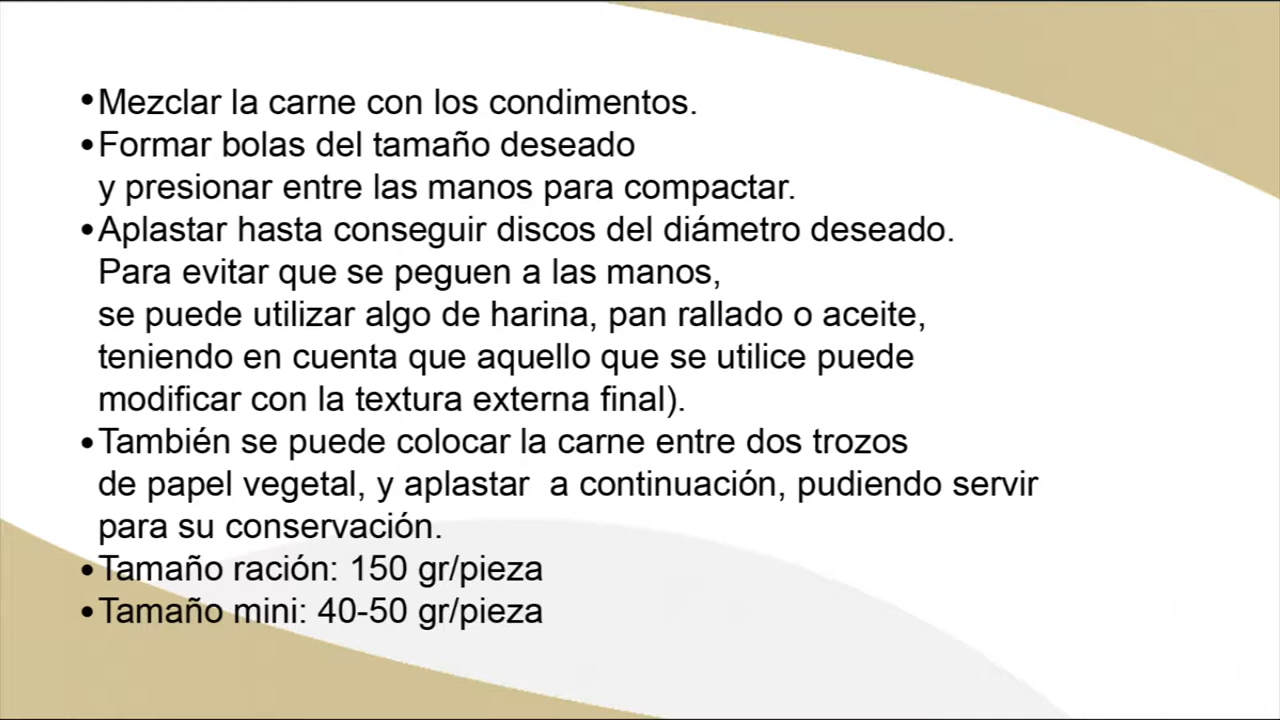 •Mezclar la carne con los condimentos.
•Formar bolas del tamaño deseado
y presionar entre las manos para compactar.
•Aplastar hasta conseguir discos del diámetro deseado.
Para evitar que se peguen a las manos,
se puede utilizar algo de harina, pan rallado o aceite,
teniendo en cuenta que aquello que se utilice puede
modificar con la textura externa final).
•También se puede colocar la carne entre dos trozos
de papel vegetal, y aplastar  a continuación, pudiendo servir
para su conservación.
•Tamaño ración: 150 gr/pieza
•Tamaño mini: 40-50 gr/pieza